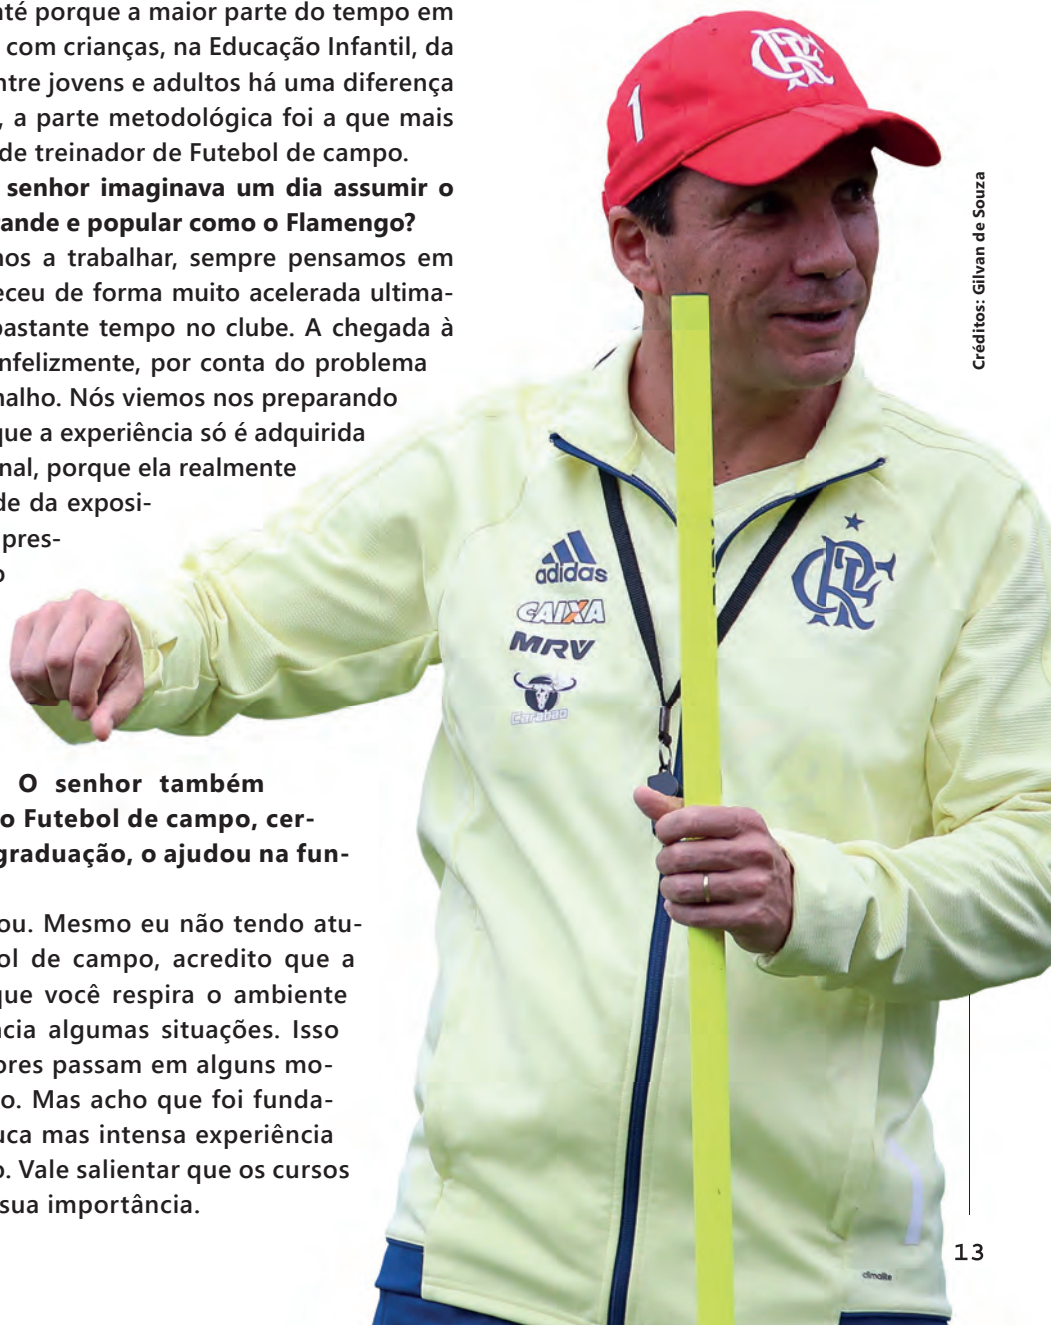 até porque a maior parte do tempo em
com crianças, na Educação Infantil, da
ntre jovens e adultos há uma diferença
, a parte metodológica foi a que mais
de treinador de Futebol de campo.
senhor imaginava um dia assumir o
rande e popular como o Flamengo?
nos a trabalhar, sempre pensamos em
eceu de forma muito acelerada ultima-
bastante tempo no clube. A chegada à
nfelizmente, por conta do problema
malho. Nós viemos nos preparando
que a experiência só é adquirida
nal, porque ela realmente
de da exposi-
pres-
o
O senhor também
o Futebol de campo, cer-
graduação, o ajudou na fun-
ou. Mesmo eu não tendo atu-
ol de campo, acredito que a
que você respira o ambiente
ncia algumas situações. Isso
ores passam em alguns mo-
o. Mas acho que foi funda-
uca mas intensa experiência
o. Vale salientar que os cursos
sua importância.
Créditos: Gilvan de Souza
1
CRF
adidas
CAIXA
MRV
Carabao
CRF
climalite
13